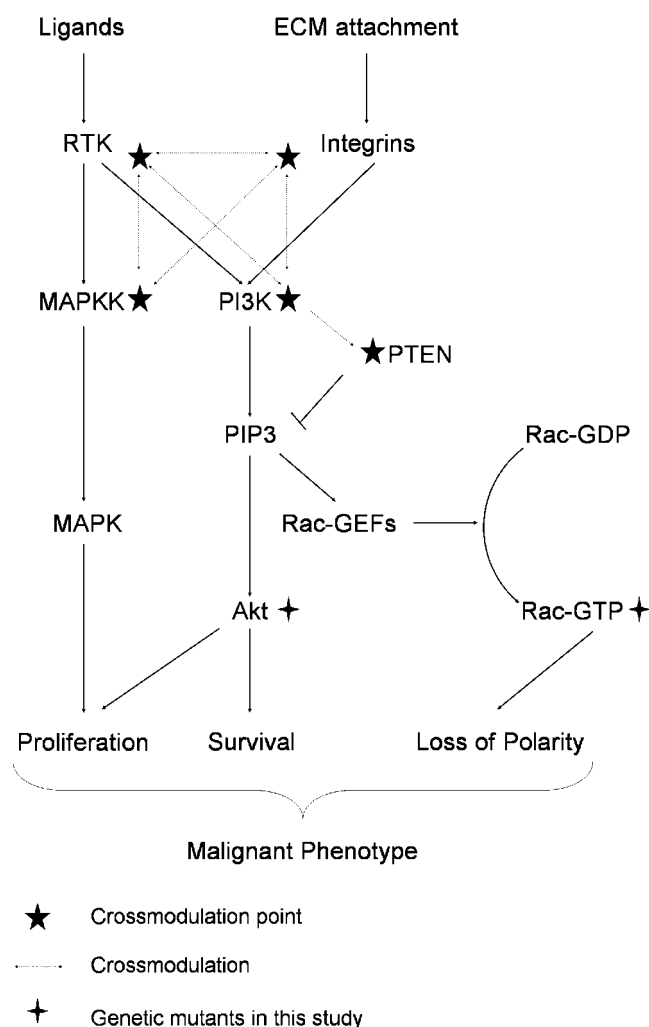 Ligands
ECM attachment
RTK
Integrins
MAPKK
PI3K
PTEN
PIP3
Rac-GDP
MAPK
Rac-GEFs
Akt
Rac-GTP
Proliferation
Survival
Loss of Polarity
Malignant Phenotype
Crossmodulation point
Crossmodulation
Genetic mutants in this study